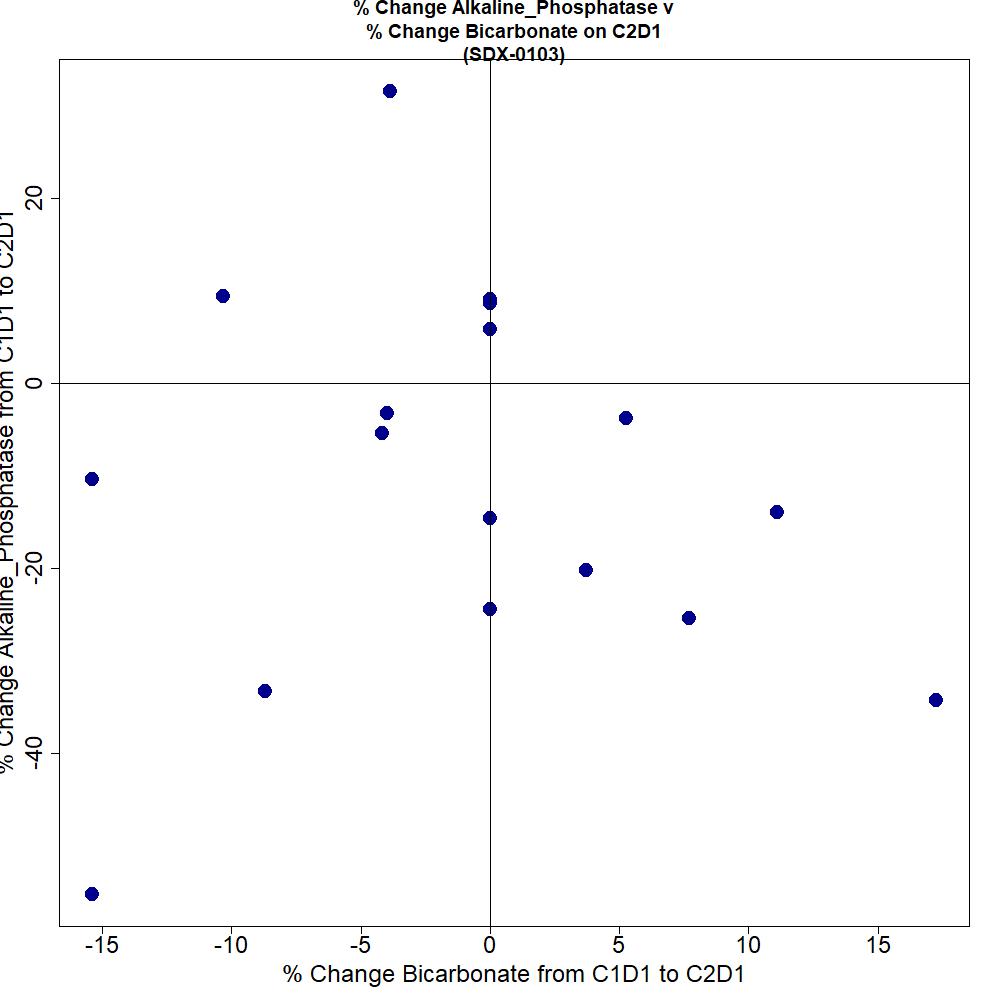 % Change Alkaline_Phosphatase v
% Change Bicarbonate on C2D1
(SDX-0103)
% Change Alkaline_Phosphatase from C1D1 to C2D1
20
0
-20
-40
-15 -10 -5 0 5 10 15
% Change Bicarbonate from C1D1 to C2D1